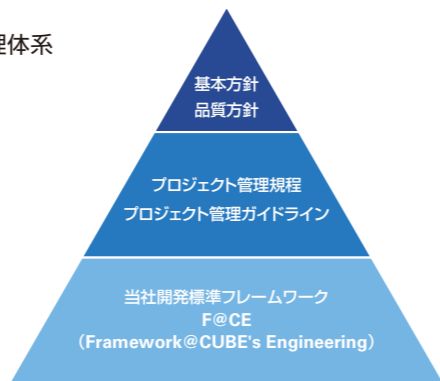 理体系
基本方針
品質方針
プロジェクト管理規程
プロジェクト管理ガイドライン
当社開発標準フレームワーク
F@CE
（Framework@CUBE's Engineering）